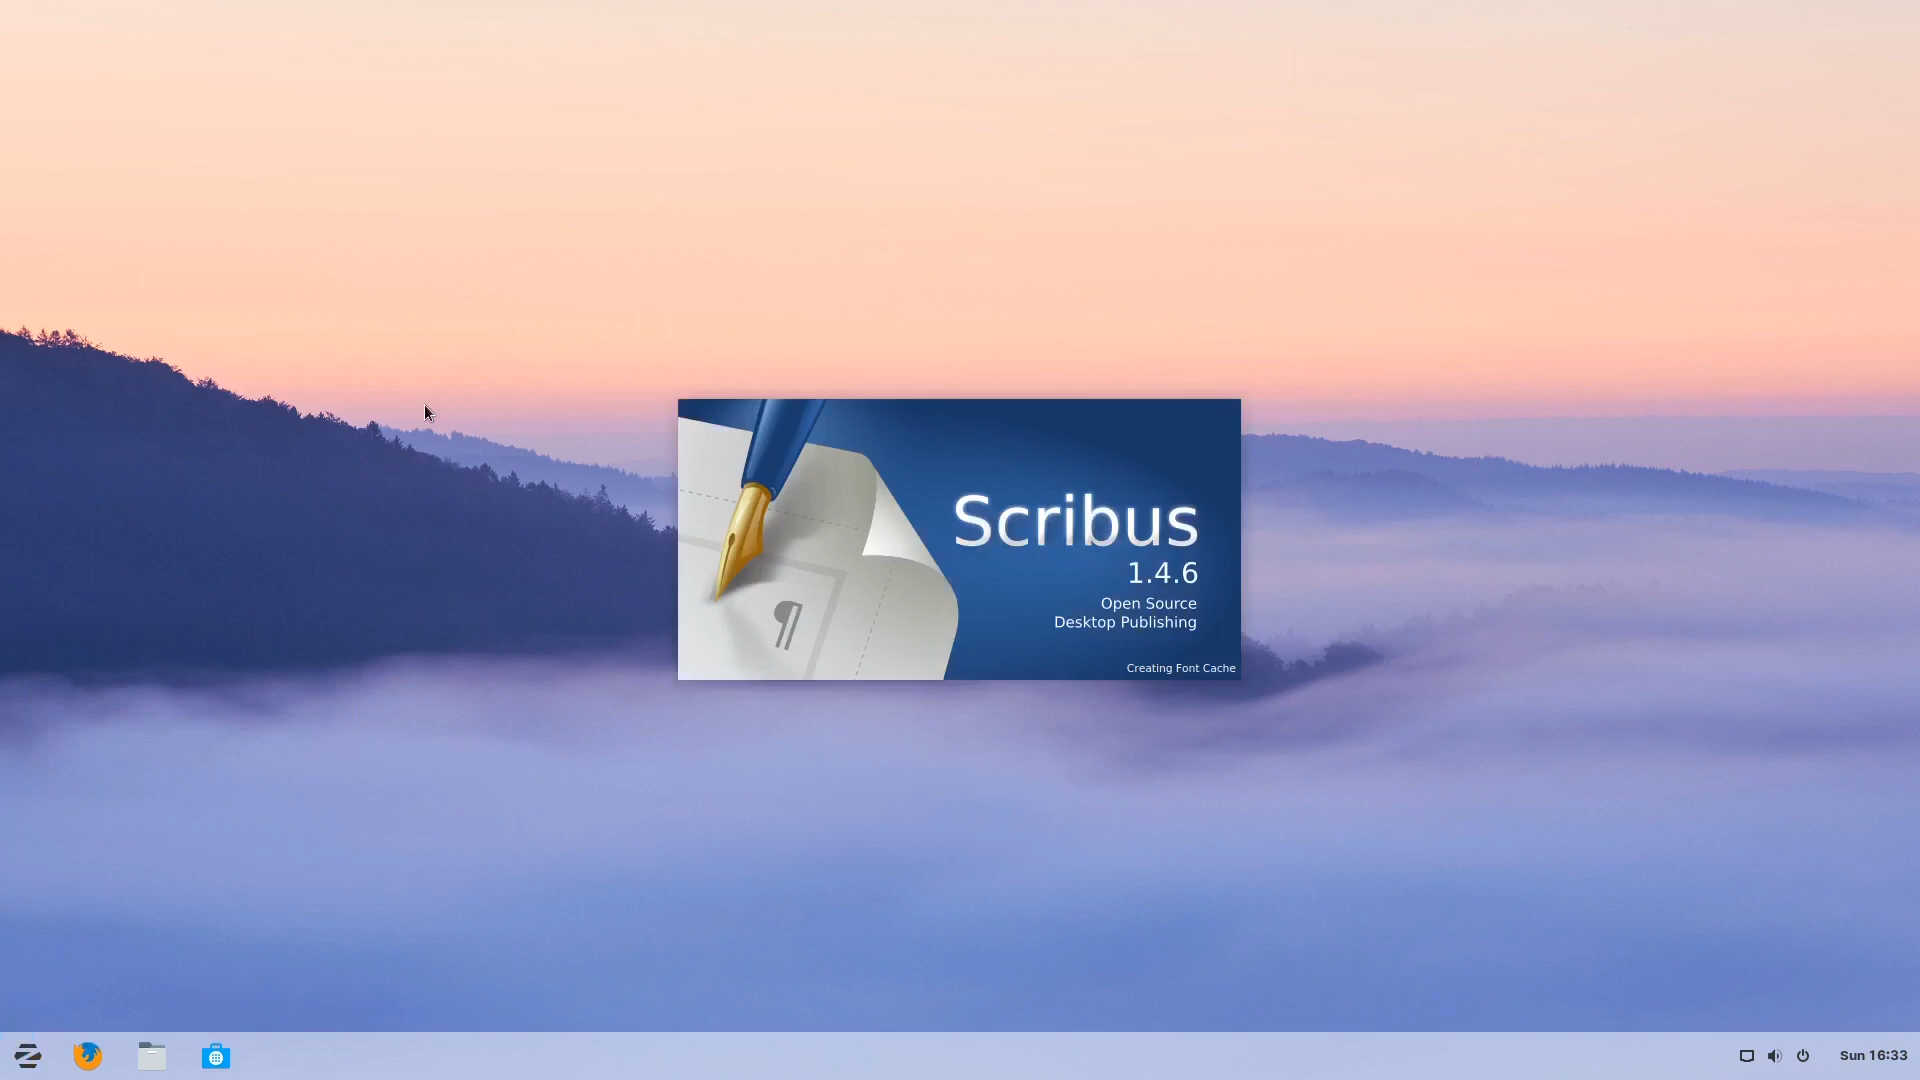 Scribus
1.4.6
Open Source
Desktop Publishing
Creating Font Cache
Sun 16:33